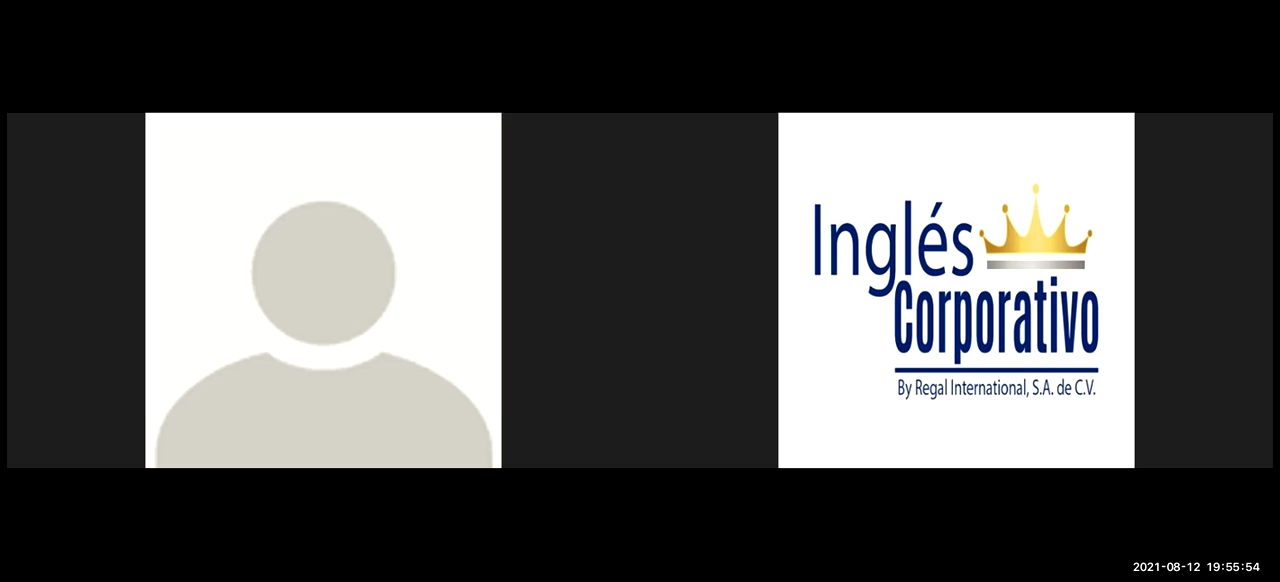 Inglés
Corporativo
By Regal International, S.A. de C.V.
2021-08-12 19:55:54